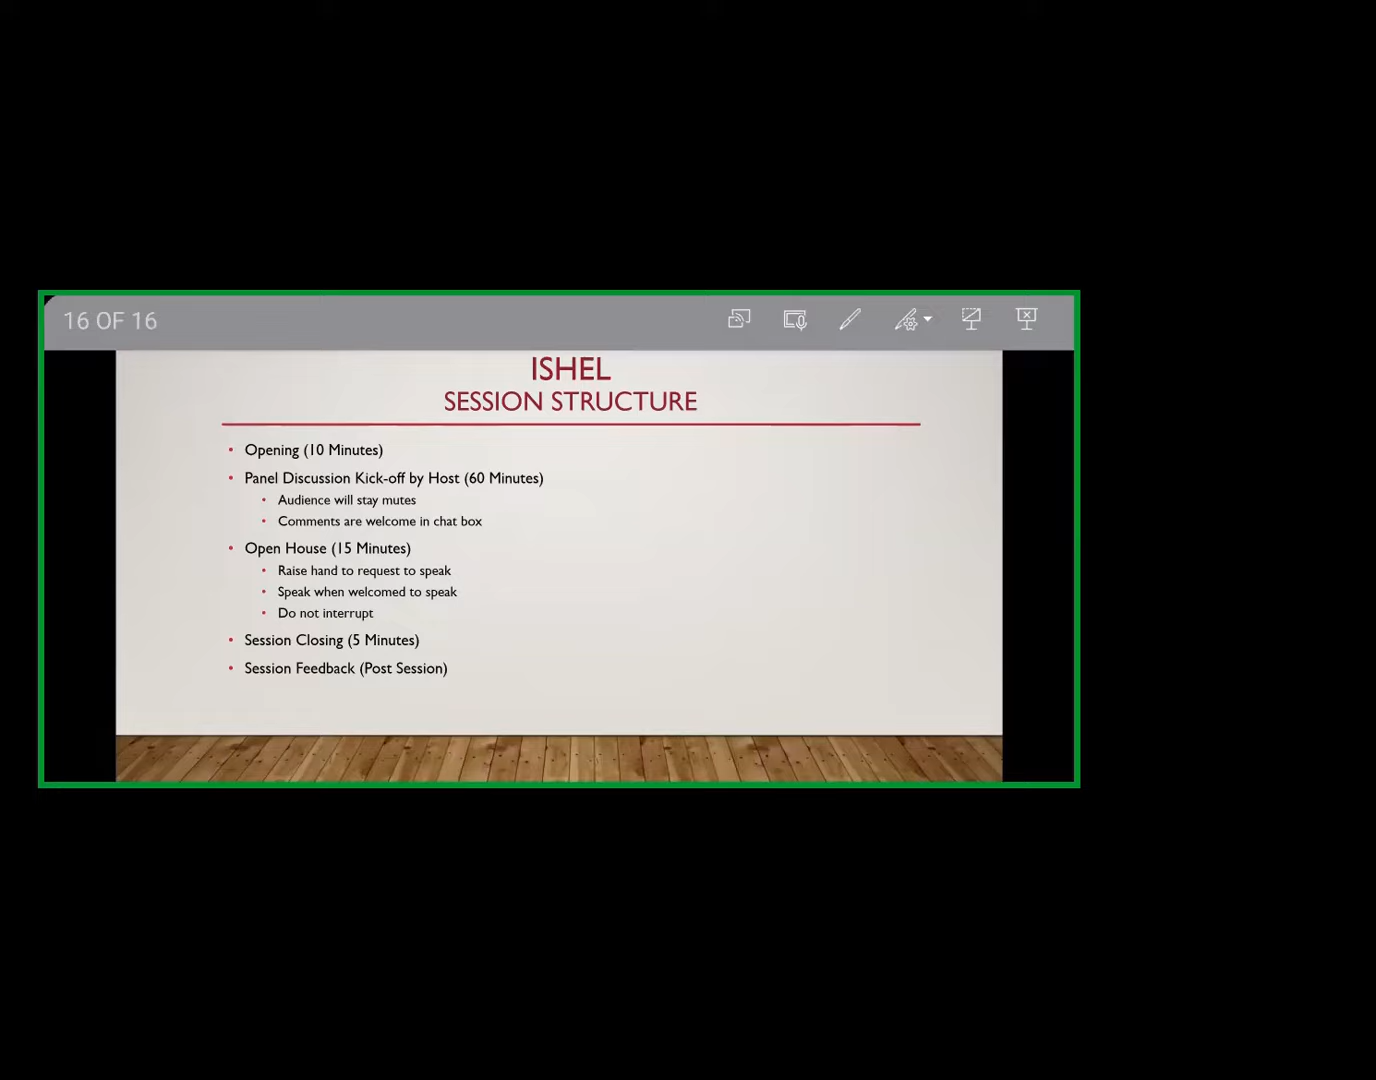 16 OF 16
ISHEL
SESSION STRUCTURE
• Opening (10 Minutes)
• Panel Discussion Kick-off by Host (60 Minutes)
• Audience will stay mutes
• Comments are welcome in chat box
• Open House (15 Minutes)
• Raise hand to request to speak
• Speak when welcomed to speak
• Do not interrupt
• Session Closing (5 Minutes)
• Session Feedback (Post Session)